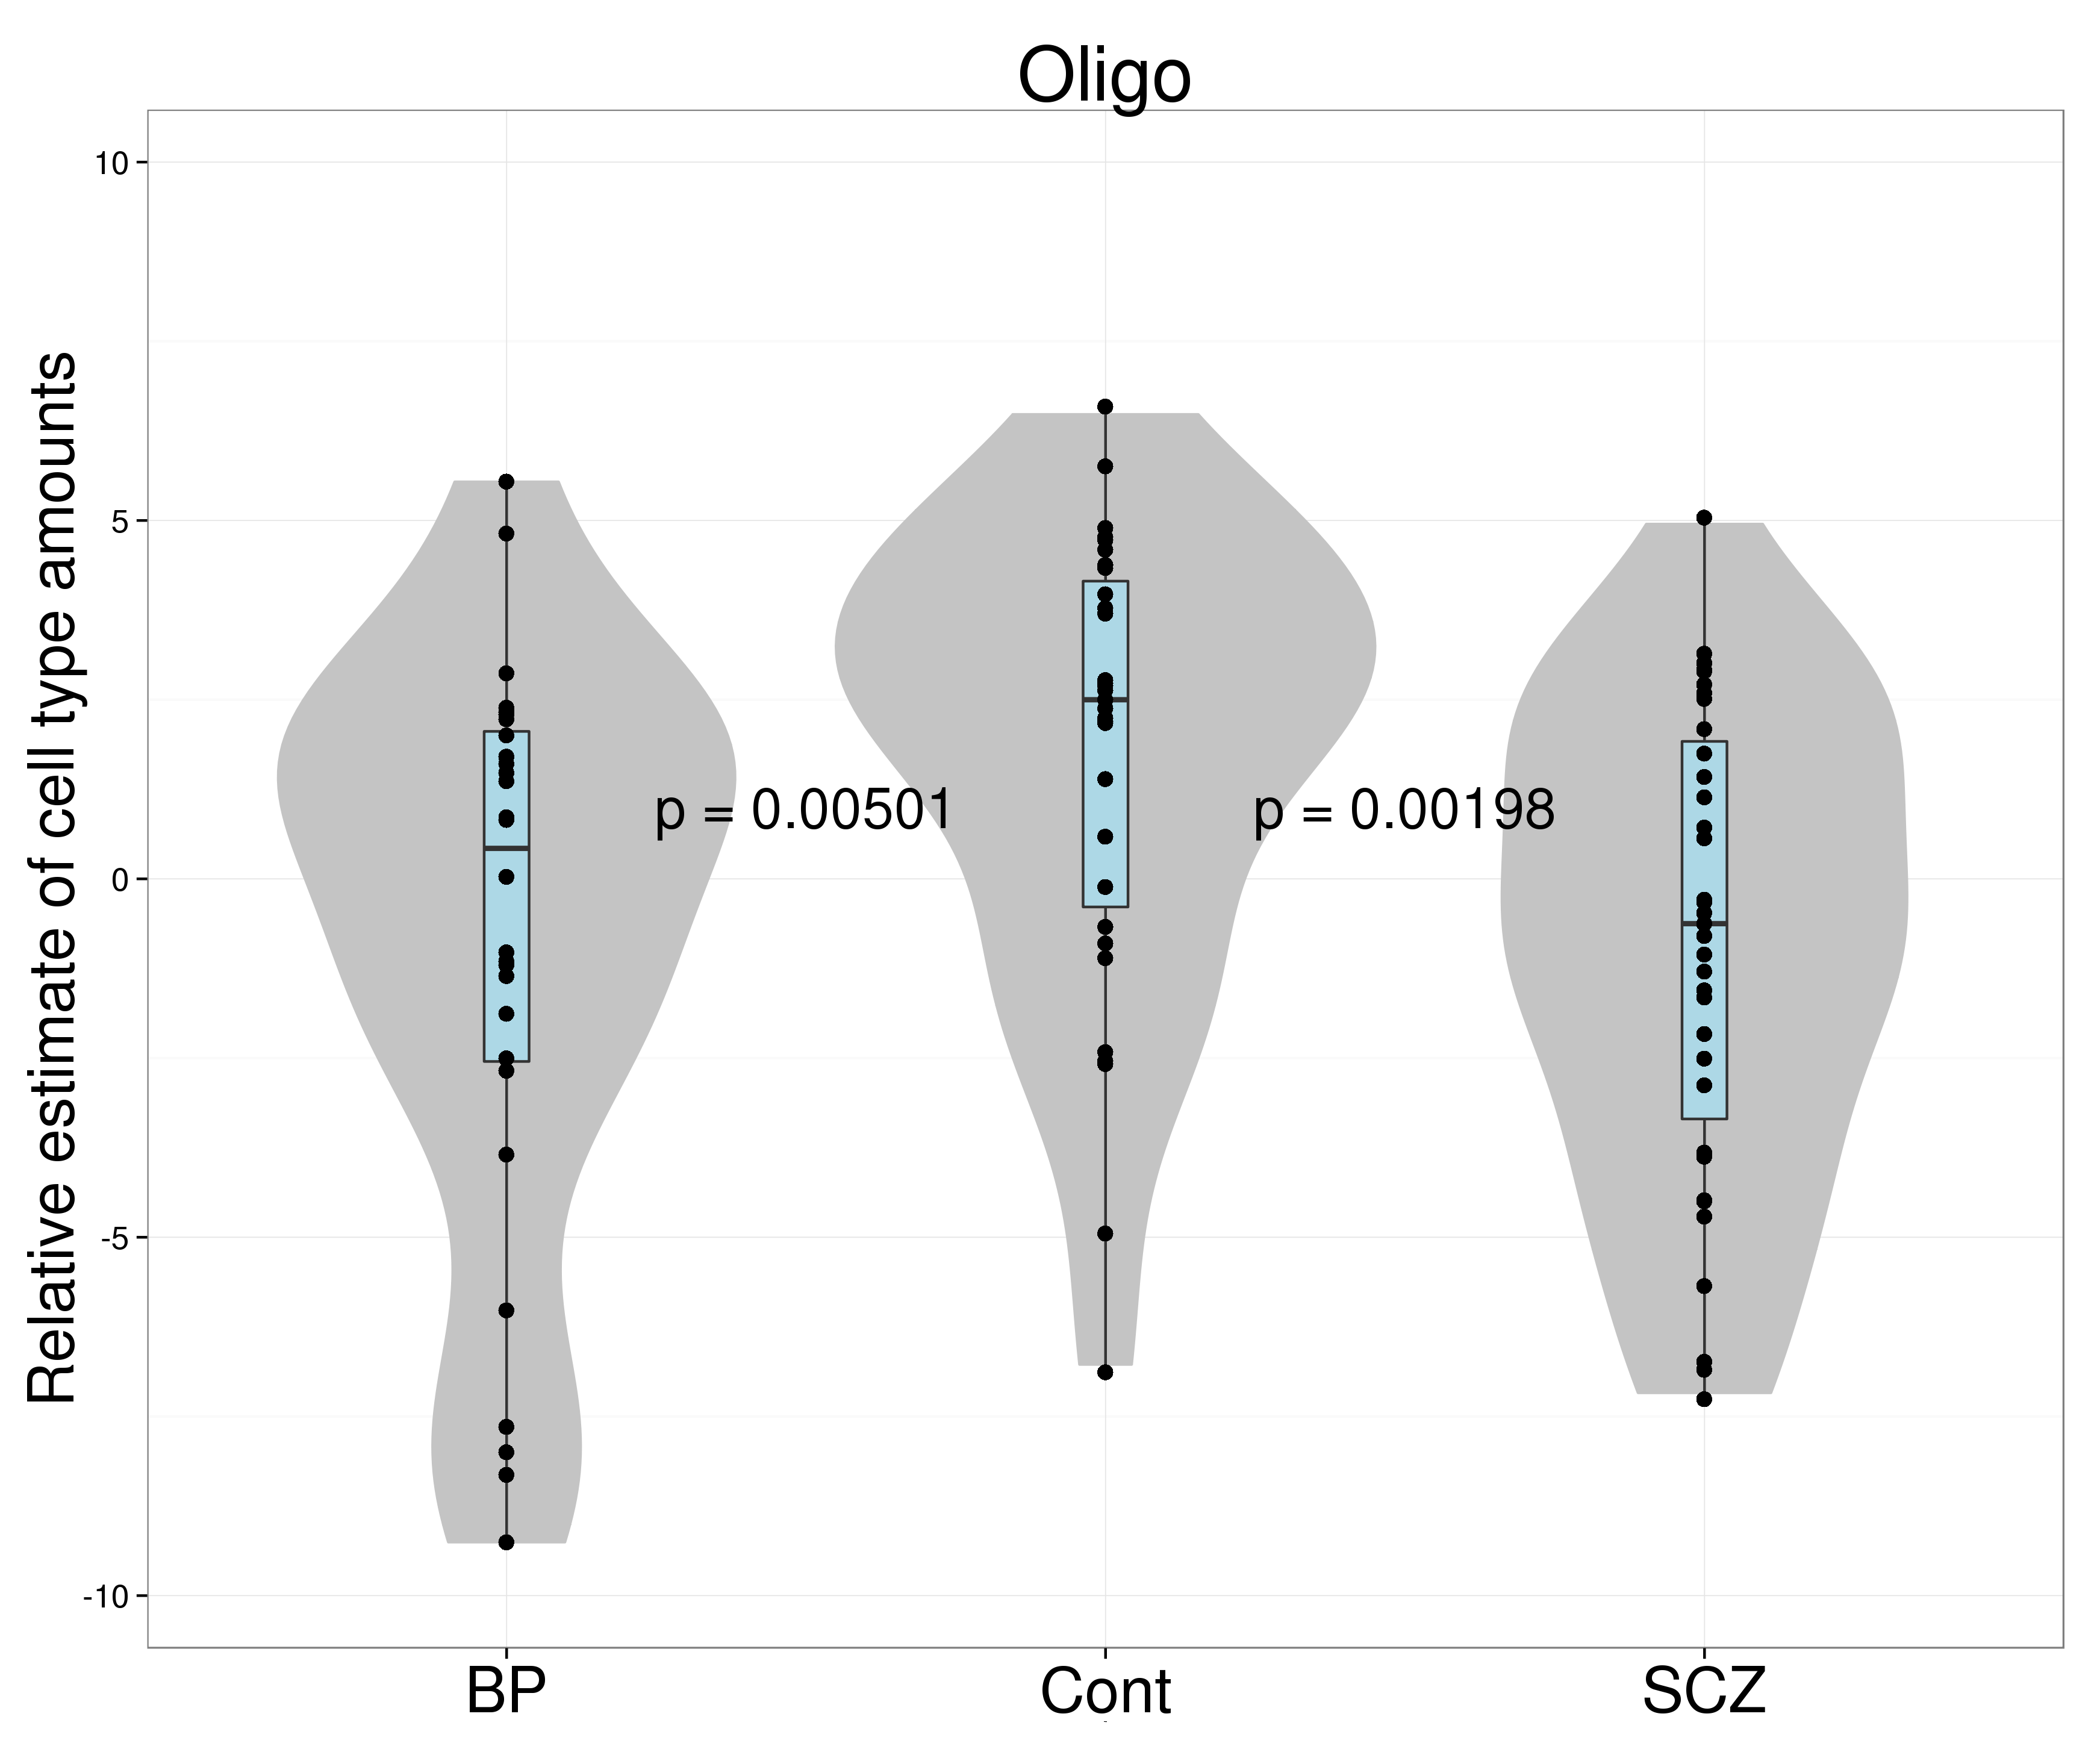 Oligo
Relative estimate of cell type amounts
10
5
0
-5
-10
p = 0.00501
p = 0.00198
BP
Cont
SCZ